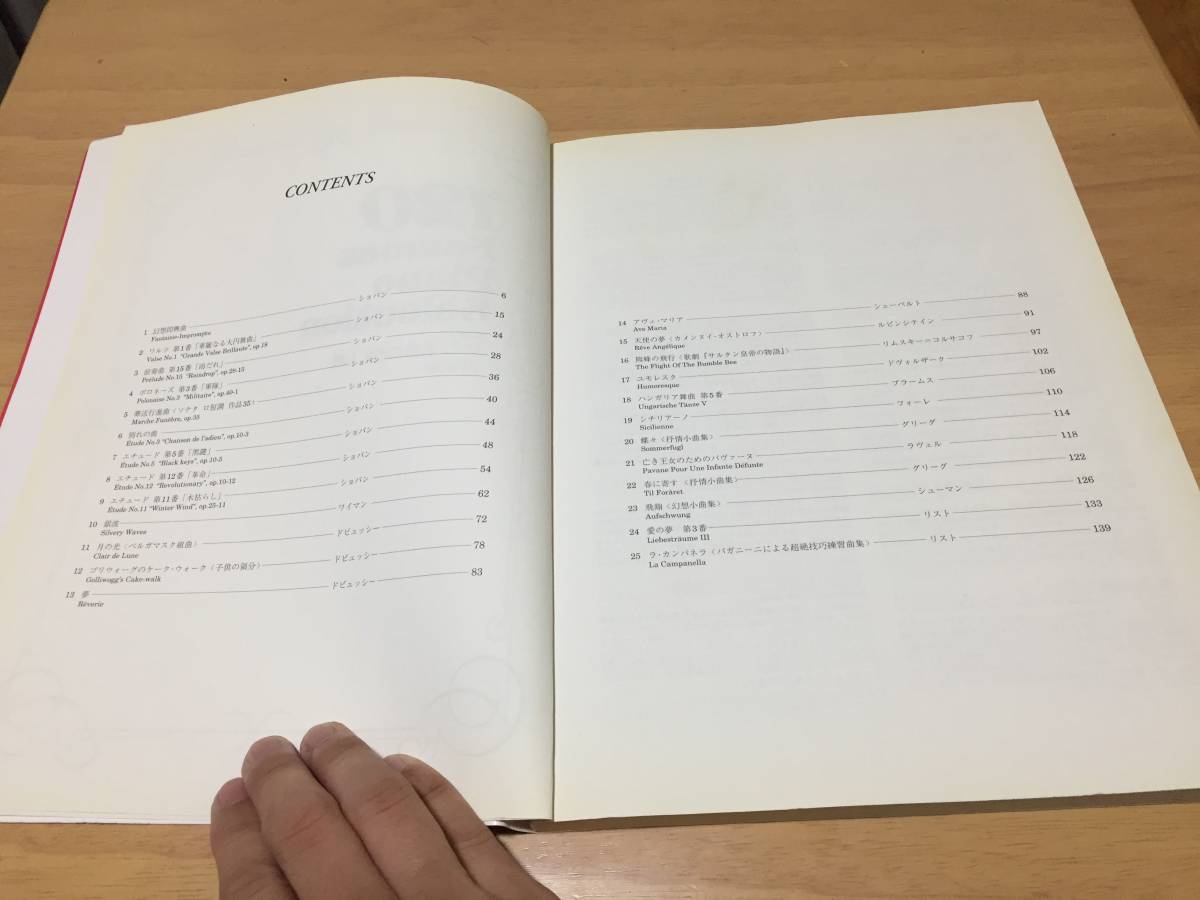 CONTENTS
1 幻想即興曲 ショパン 6
Fantaisie-Impromptu
2 ワルツ 第1番「華麗なる大円舞曲」 ショパン 15
Valse No.1 "Grande Valse Brillante", op.18
3 前奏曲 第15番「雨だれ」 ショパン 24
Prélude No.15 "Raindrop", op.28-15
4 ポロネーズ 第3番「軍隊」 ショパン 28
Polonaise No.3 "Militaire", op.40-1
5 葬送行進曲(ソナタ ロ短調 作品35) ショパン 36
Marche Funèbre, op.35
6 別れの曲 ショパン 40
Étude No.3 "Chanson de l'adieu", op.10-3
7 エチュード 第5番「黒鍵」 ショパン 44
Étude No.5 "Black keys", op.10-5
8 エチュード 第12番「革命」 ショパン 48
Étude No.12 "Revolutionary", op.10-12
9 エチュード 第11番「木枯らし」 ショパン 54
Étude No.11 "Winter Wind", op.25-11
10 銀波 ワイマン 62
Silvery Waves
11 月の光〈ベルガマスク組曲〉 ドビュッシー 72
Clair de Lune
12 ゴリウォーグのケーク・ウォーク〈子供の領分〉 ドビュッシー 78
Golliwogg's Cake-walk
13 夢 ドビュッシー 83
Rêverie
14 アヴェ・マリア シューベルト 88
Ave Maria
15 天使の夢〈カメンヌイ・オストロフ〉 ルビンシテイン 91
Rêve Angélique
16 熊蜂の飛行〈歌劇『サルタン皇帝の物語』〉 リムスキーニコルサコフ 97
The Flight Of The Bumble Bee
17 ユモレスク ドヴォルザーク 102
Humoresque
18 ハンガリア舞曲 第5番 ブラームス 106
Ungarische Tänze V
19 シチリアーノ フォーレ 110
Sicilienne
20 蝶々〈抒情小曲集〉 グリーグ 114
Sommerfugl
21 亡き王女のためのパヴァーヌ ラヴェル 118
Pavane Pour Une Infante Défunte
22 春に寄す〈抒情小曲集〉 グリーグ 122
Til Foråret
23 飛翔〈幻想小曲集〉 シューマン 126
Aufschwung
24 愛の夢 第3番 リスト 133
Liebesträume III
25 ラ・カンパネラ〈パガニーニによる超絶技巧練習曲集〉 リスト 139
La Campanella